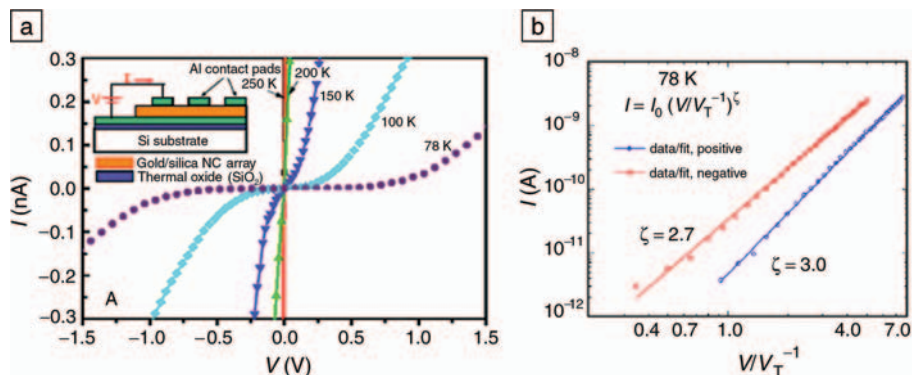 a
0.3
0.2
0.1
0.0
−0.1
−0.2
−0.3
I (nA)
−1.5
−1.0
−0.5
0.0
0.5
1.0
1.5
V (V)
Al contact pads
I
V
Si substrate
Gold/silica NC array
Thermal oxide (SiO2)
250 K
200 K
150 K
100 K
78 K
A
b
10⁻⁸
10⁻⁹
10⁻¹⁰
10⁻¹¹
10⁻¹²
I (A)
78 K
I = I₀ (V/V_T⁻¹)^ζ
data/fit, positive
data/fit, negative
ζ = 2.7
ζ = 3.0
0.4
0.7
1.0
4.0
7.0
V/V_T⁻¹